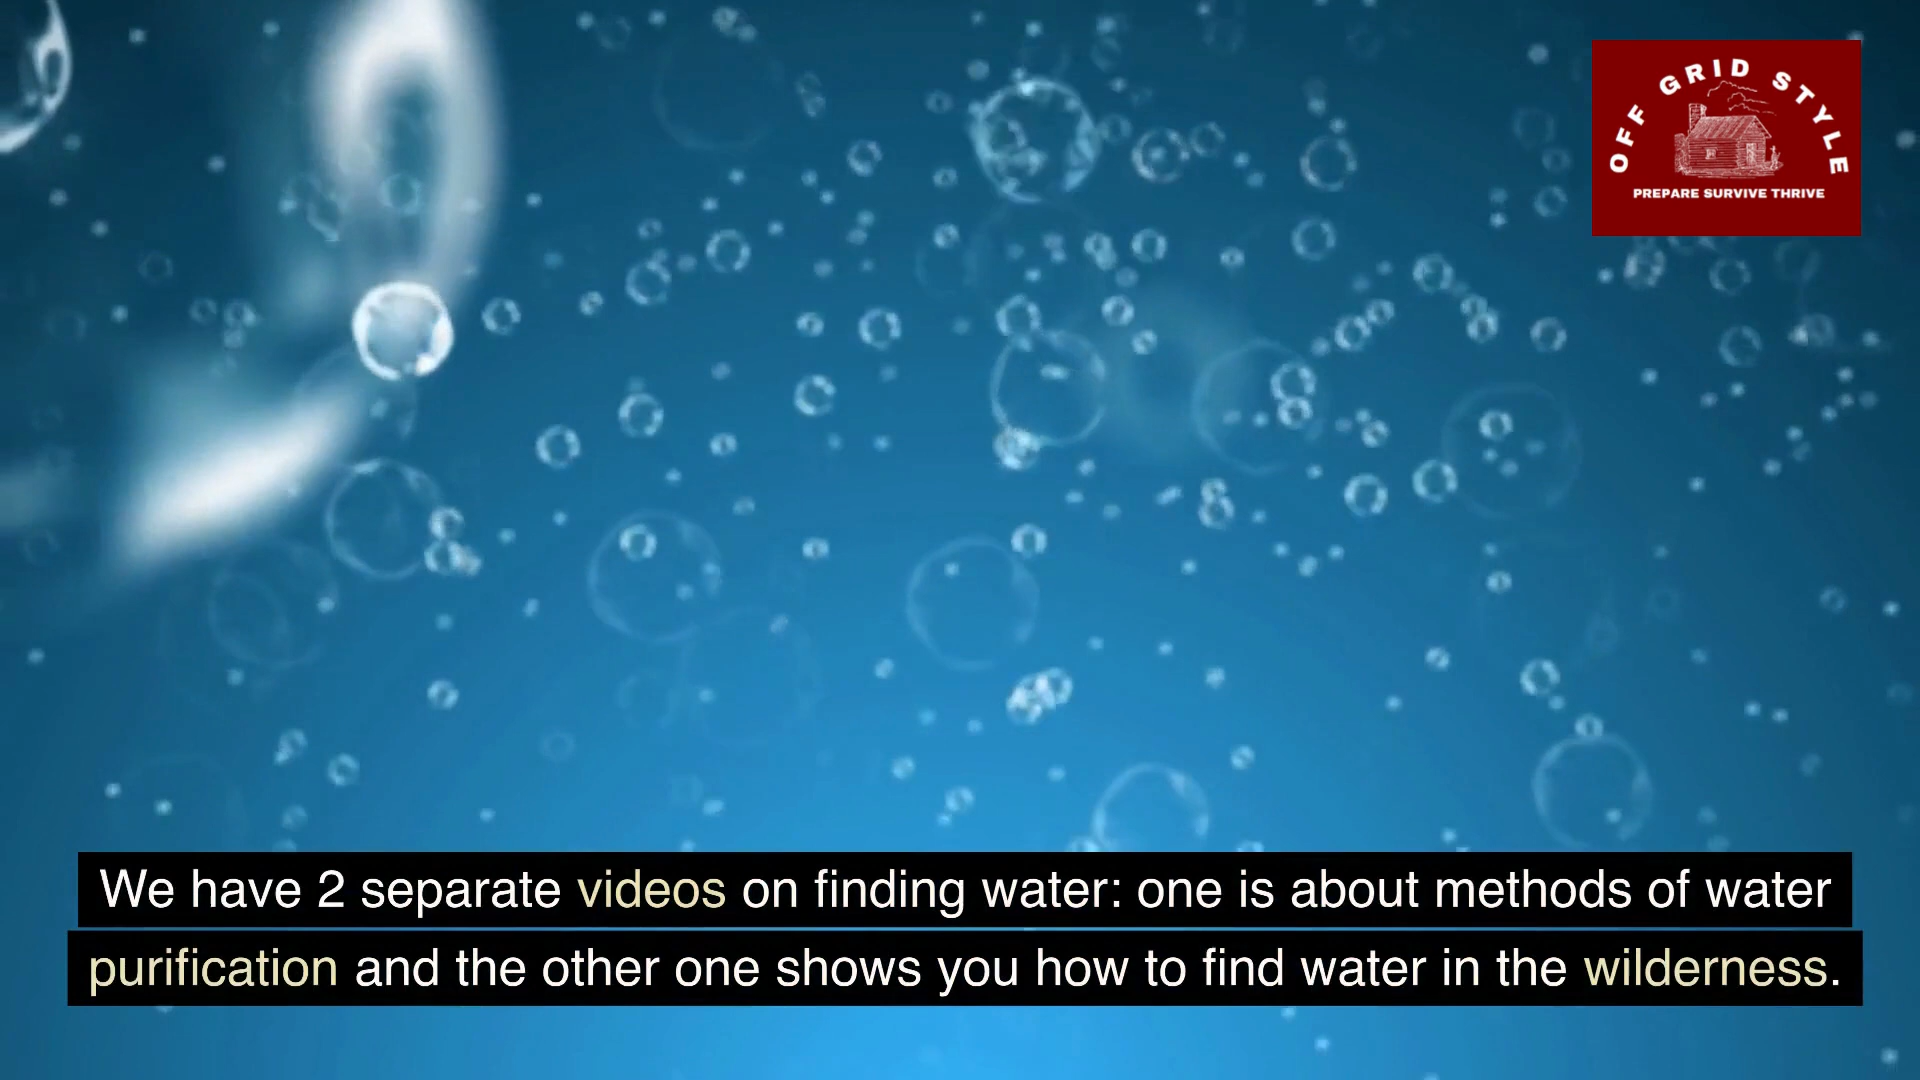 OFF GRID STYLE
PREPARE SURVIVE THRIVE
We have 2 separate videos on finding water: one is about methods of water
purification and the other one shows you how to find water in the wilderness.